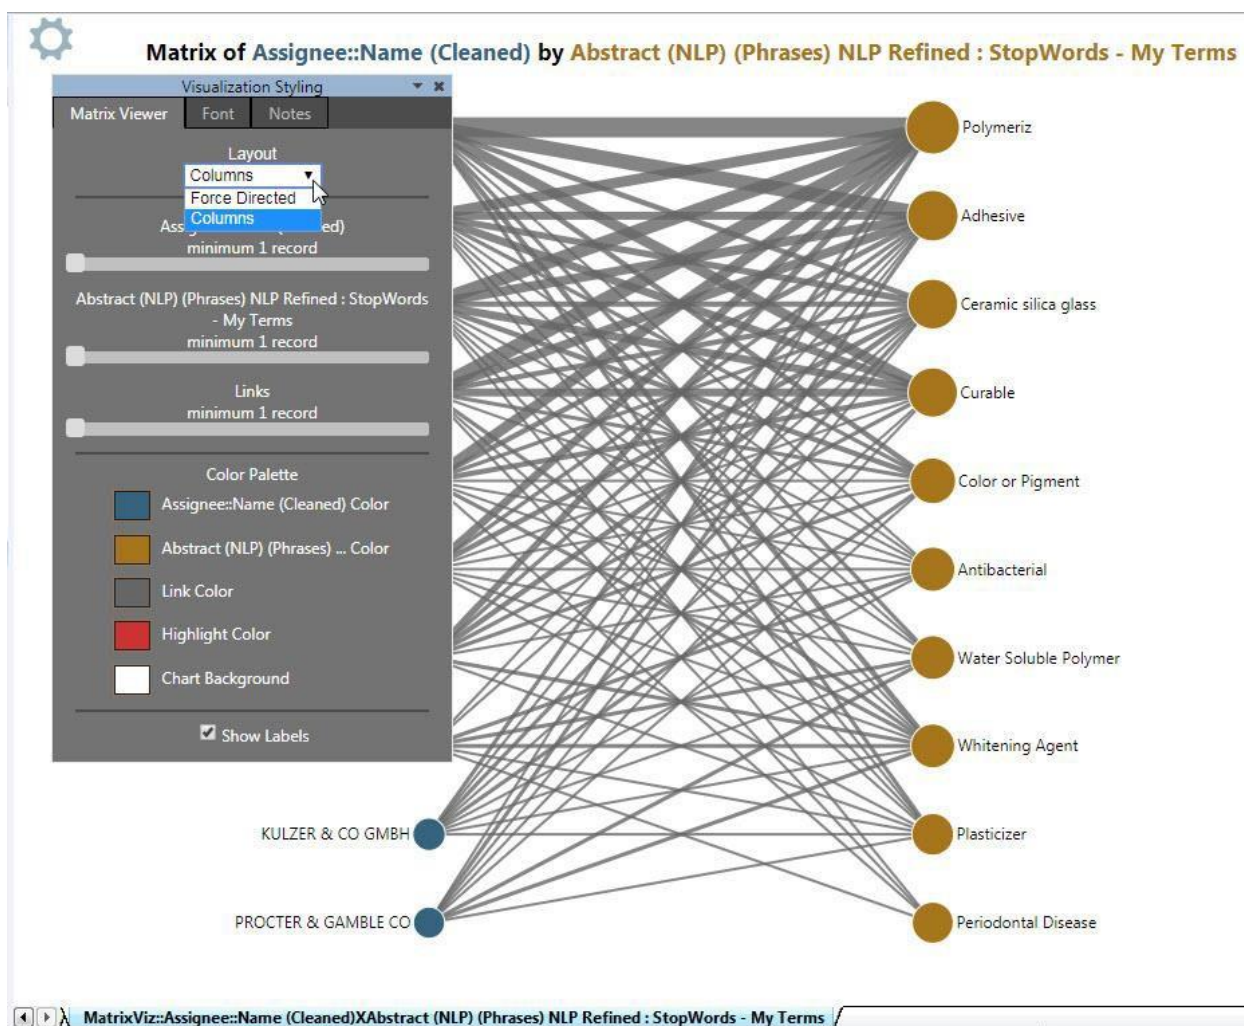 Matrix of Assignee::Name (Cleaned) by Abstract (NLP) (Phrases) NLP Refined : StopWords - My Terms
Visualization Styling
Matrix Viewer
Font
Notes
Layout
Columns
Force Directed
Columns
minimum 1 record
Abstract (NLP) (Phrases) NLP Refined : StopWords
- My Terms
minimum 1 record
Links
minimum 1 record
Color Palette
Assignee::Name (Cleaned) Color
Abstract (NLP) (Phrases) ... Color
Link Color
Highlight Color
Chart Background
Show Labels
KULZER & CO GMBH
PROCTER & GAMBLE CO
Polymeriz
Adhesive
Ceramic silica glass
Curable
Color or Pigment
Antibacterial
Water Soluble Polymer
Whitening Agent
Plasticizer
Periodontal Disease
MatrixViz::Assignee::Name (Cleaned)XAbstract (NLP) (Phrases) NLP Refined : StopWords - My Terms